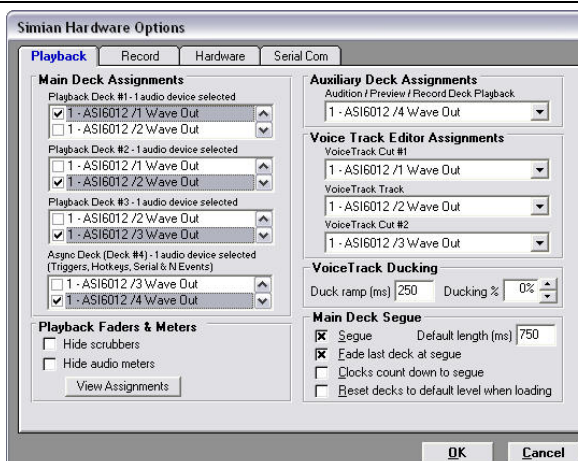 Simian Hardware Options
Playback
Record
Hardware
Serial Com
Main Deck Assignments
Playback Deck #1 - 1 audio device selected
1 - ASI6012 /1 Wave Out
1 - ASI6012 /2 Wave Out
Playback Deck #2 - 1 audio device selected
1 - ASI6012 /1 Wave Out
1 - ASI6012 /2 Wave Out
Playback Deck #3 - 1 audio device selected
1 - ASI6012 /2 Wave Out
1 - ASI6012 /3 Wave Out
Async Deck (Deck #4) - 1 audio device selected
(Triggers, Hotkeys, Serial & N Events)
1 - ASI6012 /3 Wave Out
1 - ASI6012 /4 Wave Out
Playback Faders & Meters
Hide scrubbers
Hide audio meters
View Assignments
Auxiliary Deck Assignments
Audition / Preview / Record Deck Playback
1 - ASI6012 /4 Wave Out
Voice Track Editor Assignments
VoiceTrack Cut #1
1 - ASI6012 /1 Wave Out
VoiceTrack Track
1 - ASI6012 /2 Wave Out
VoiceTrack Cut #2
1 - ASI6012 /3 Wave Out
VoiceTrack Ducking
Duck ramp (ms) 250 Ducking % 0%
Main Deck Segue
Segue Default length (ms) 750
Fade last deck at segue
Clocks count down to segue
Reset decks to default level when loading
OK
Cancel